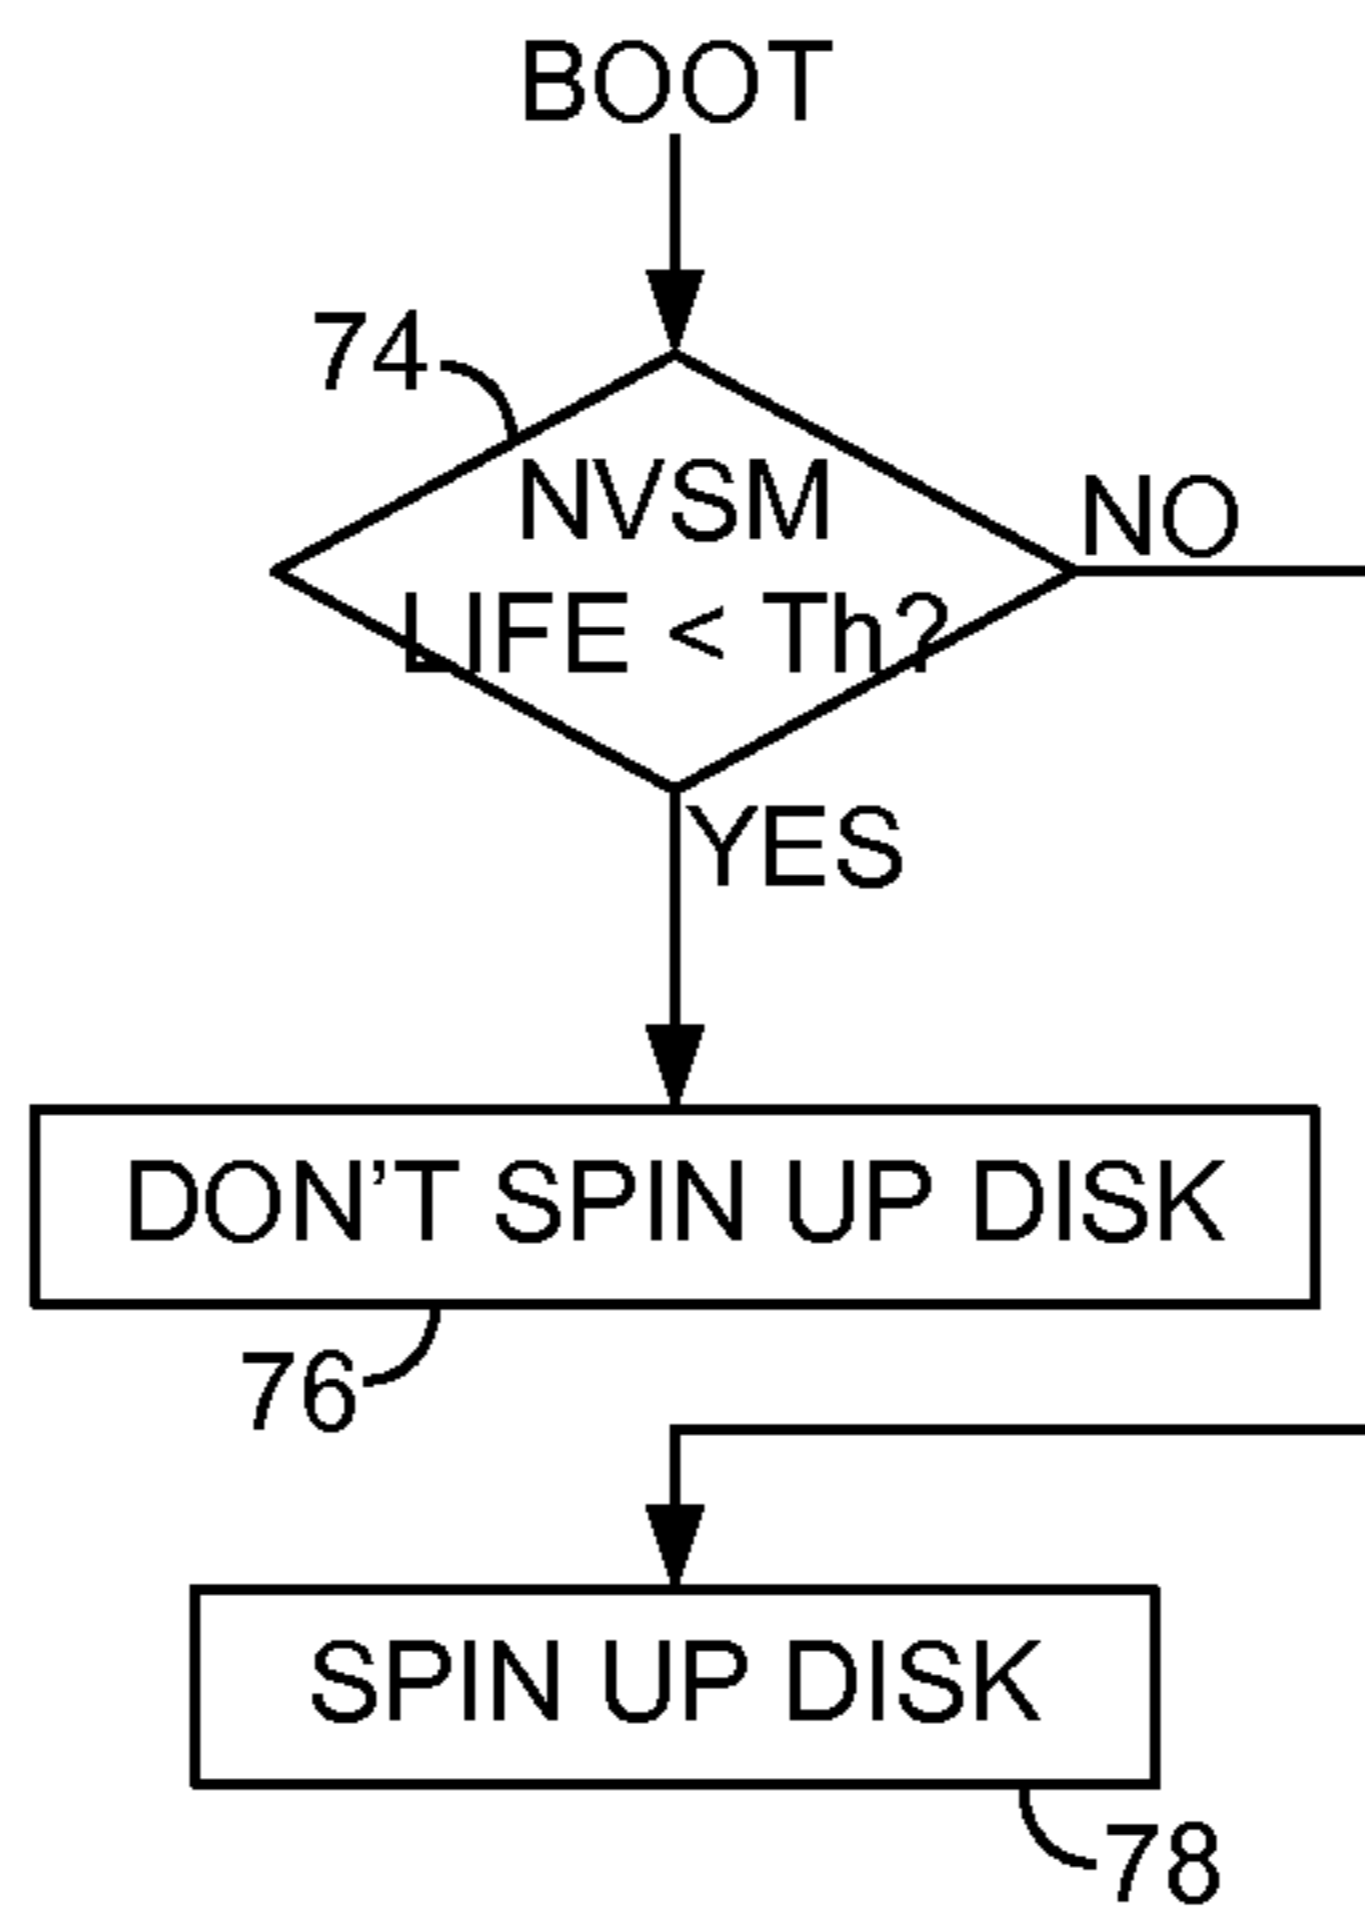 BOOT
74
NVSM
LIFE < Th?
NO
YES
DON'T SPIN UP DISK
76
SPIN UP DISK
78